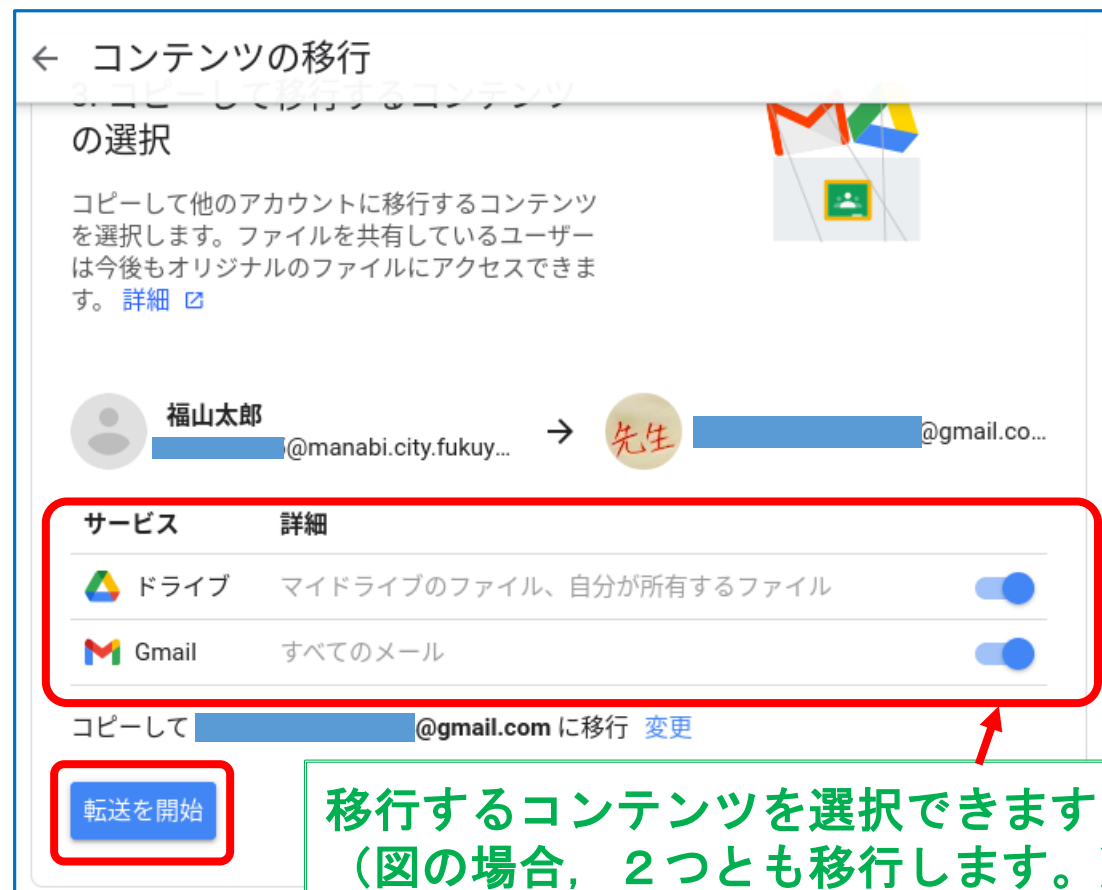 ← コンテンツの移行
3. コピーして移行するコンテンツ
の選択
コピーして他のアカウントに移行するコンテンツ
を選択します。ファイルを共有しているユーザー
は今後もオリジナルのファイルにアクセスできま
す。 詳細
福山太郎
@manabi.city.fukuy... → 先生 @gmail.co...
サービス 詳細
ドライブ マイドライブのファイル、自分が所有するファイル
Gmail すべてのメール
コピーして @gmail.com に移行 変更
転送を開始
移行するコンテンツを選択できます
（図の場合，２つとも移行します。